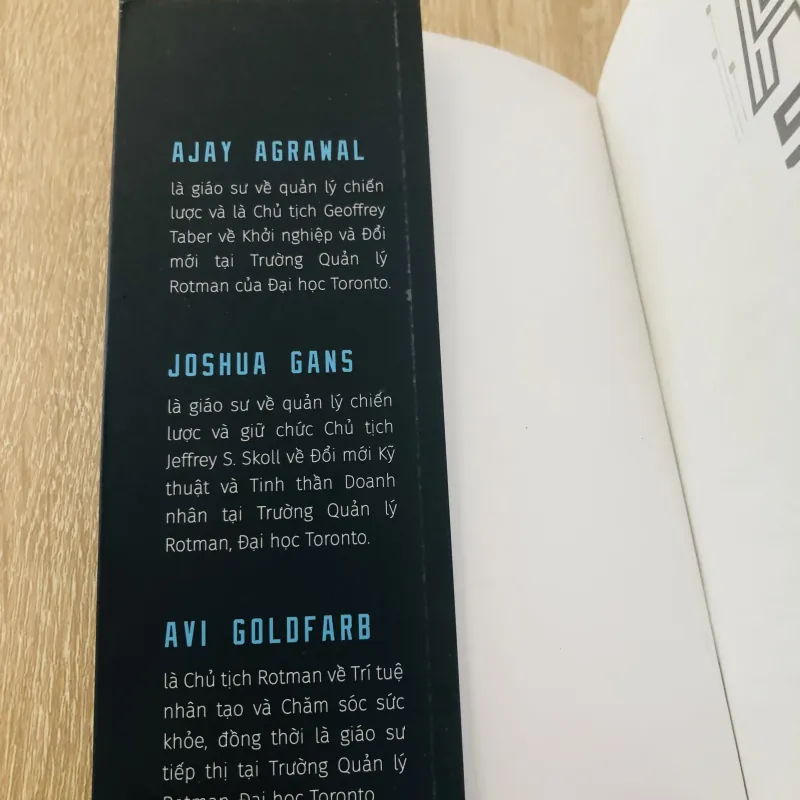 AJAY AGRAWAL
là giáo sư về quản lý chiến
lược và là Chủ tịch Geoffrey
Taber về Khởi nghiệp và Đổi
mới tại Trường Quản lý
Rotman của Đại học Toronto.
JOSHUA GANS
là giáo sư về quản lý chiến
lược và giữ chức Chủ tịch
Jeffrey S. Skoll về Đổi mới Kỹ
thuật và Tinh thần Doanh
nhân tại Trường Quản lý
Rotman, Đại học Toronto.
AVI GOLDFARB
là Chủ tịch Rotman về Trí tuệ
nhân tạo và Chăm sóc sức
khỏe, đồng thời là giáo sư
tiếp thị tại Trường Quản lý
Rotman, Đại học Toronto.